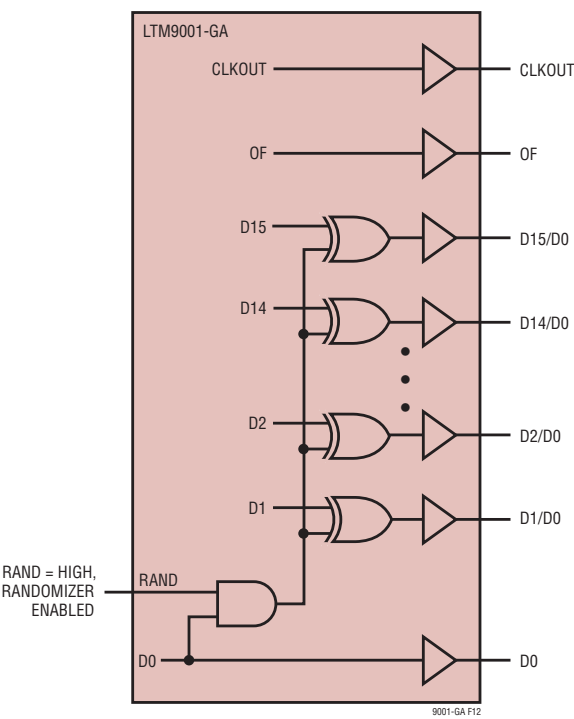 LTM9001-GA
CLKOUT
CLKOUT
OF
OF
D15
D15/D0
D14
D14/D0
D2
D2/D0
D1
D1/D0
RAND = HIGH,
RANDOMIZER
ENABLED
RAND
D0
D0
9001-GA F12